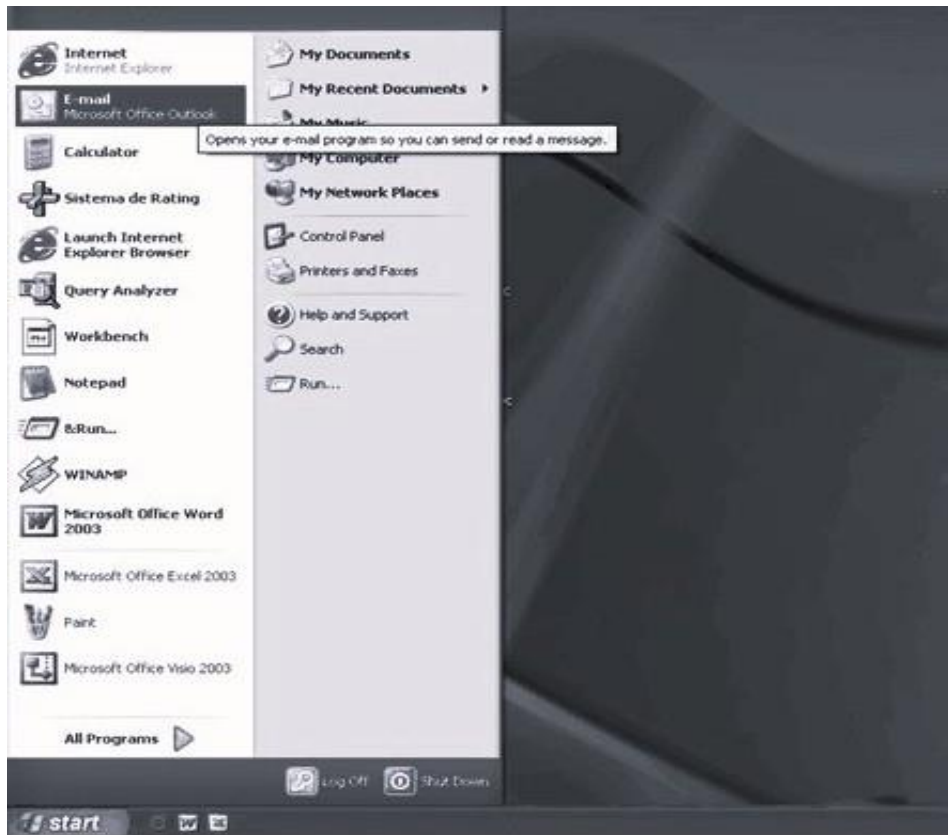 Internet
Internet Explorer
E-mail
Microsoft Office Outlook
Calculator
Sistema de Rating
Launch Internet
Explorer Browser
Query Analyzer
Workbench
Notepad
&Run...
WINAMP
Microsoft Office Word
2003
Microsoft Office Excel 2003
Paint
Microsoft Office Visio 2003
All Programs
My Documents
My Recent Documents
My Music
Opens your e-mail program so you can send or read a message.
My Computer
My Network Places
Control Panel
Printers and Faxes
Help and Support
Search
Run...
Log Off
Shut Down
start